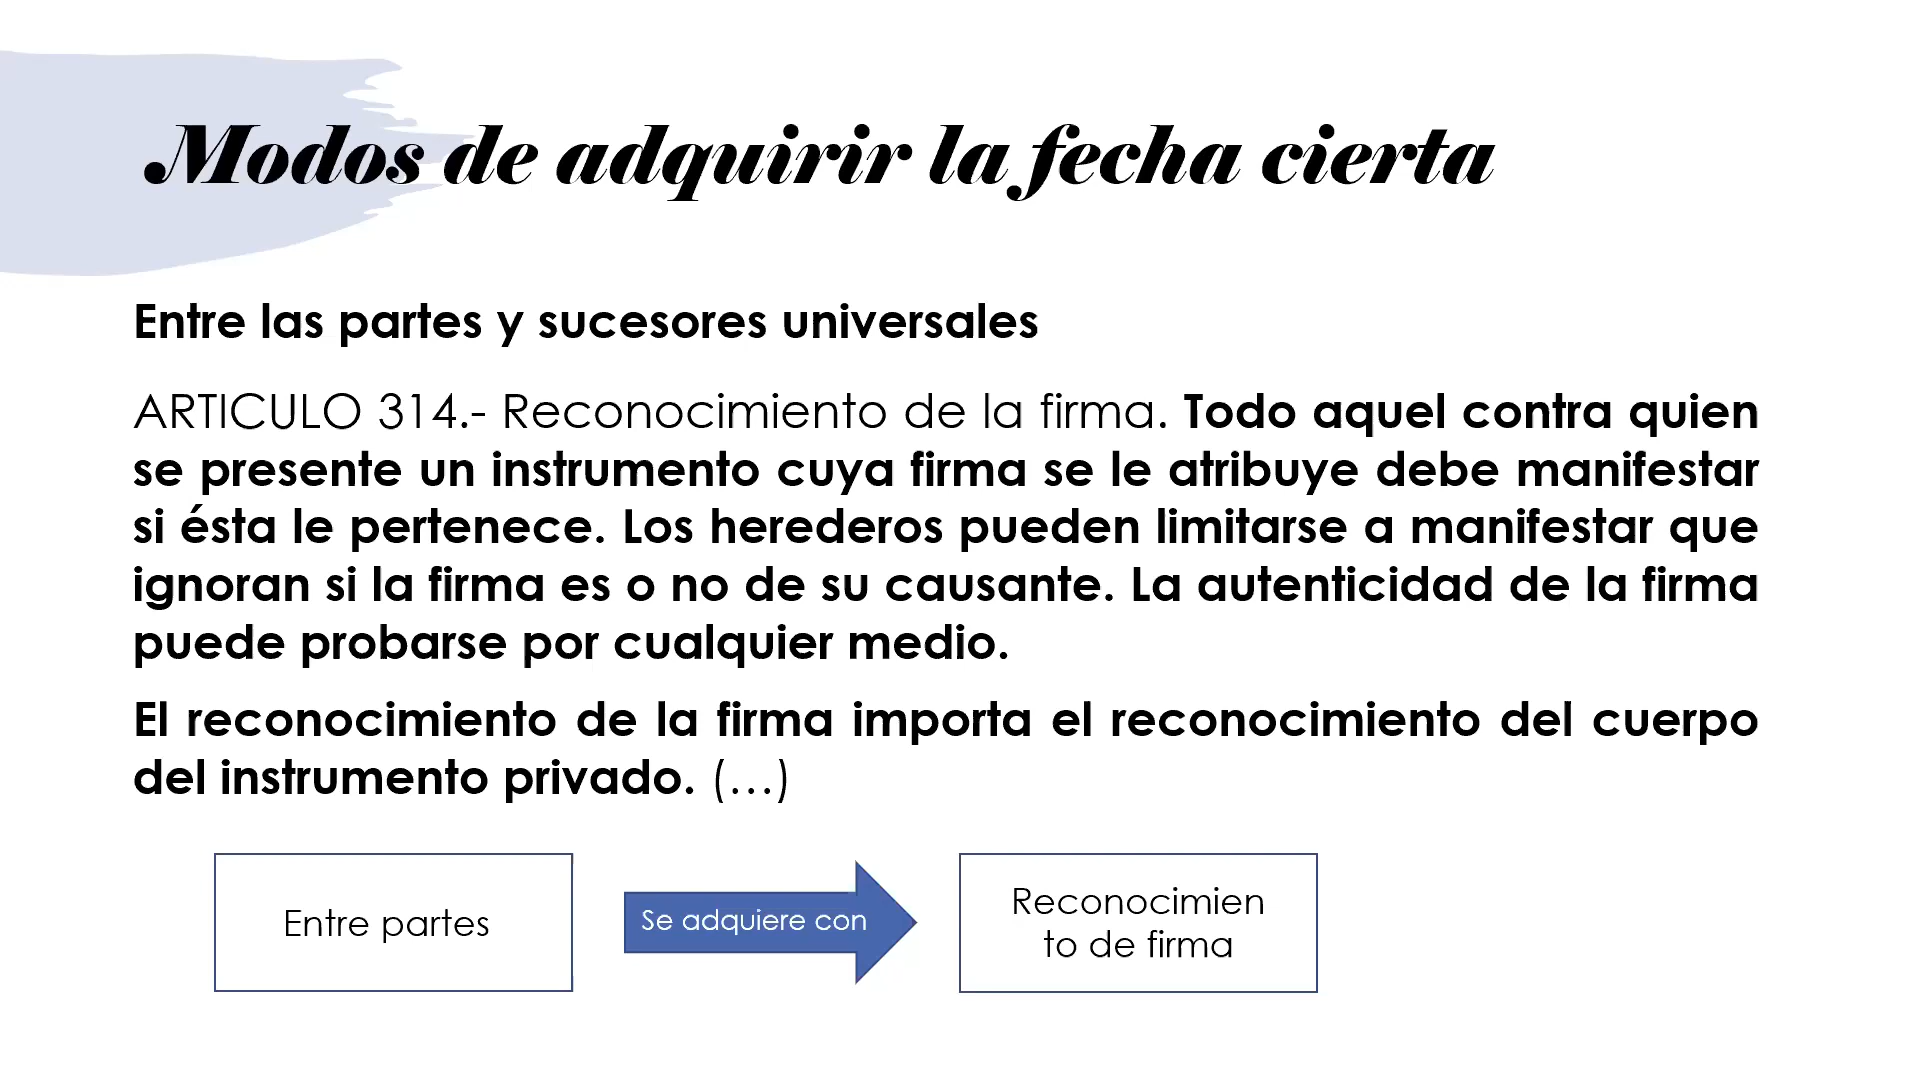 Modos de adquirir la fecha cierta
Entre las partes y sucesores universales
ARTICULO 314.- Reconocimiento de la firma. Todo aquel contra quien
se presente un instrumento cuya firma se le atribuye debe manifestar
si ésta le pertenece. Los herederos pueden limitarse a manifestar que
ignoran si la firma es o no de su causante. La autenticidad de la firma
puede probarse por cualquier medio.
El reconocimiento de la firma importa el reconocimiento del cuerpo
del instrumento privado. (…)
Entre partes
Se adquiere con
Reconocimien
to de firma